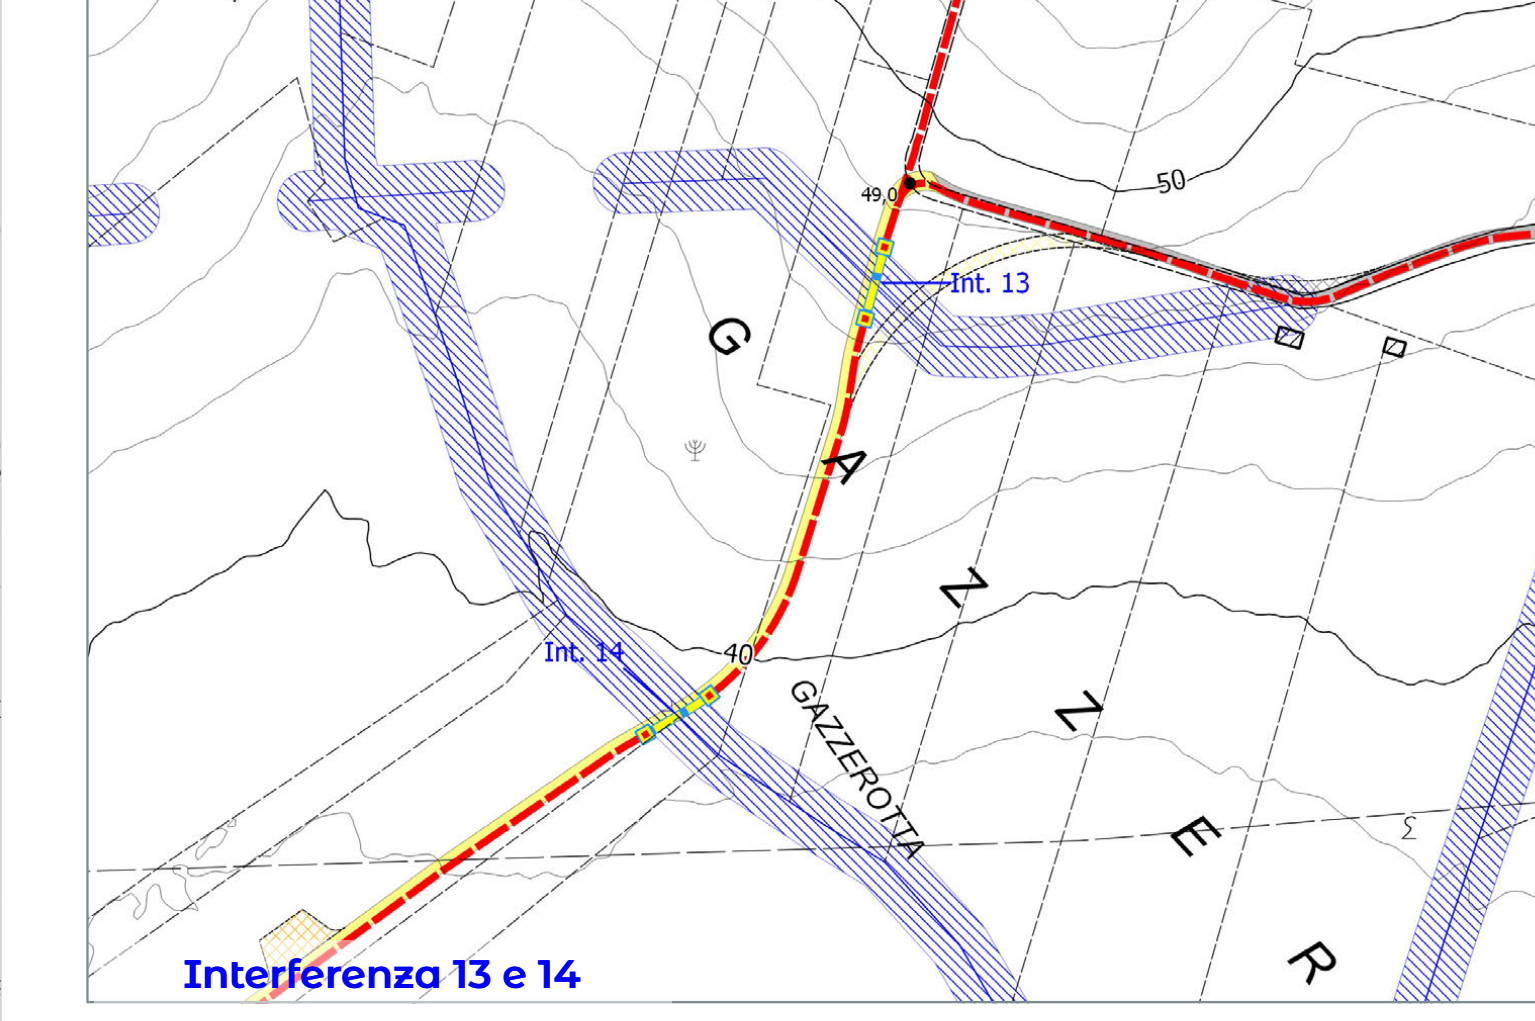 50
49,0
Int. 13
G
A
Z
Int. 14
40
GAZZEROTTA
Z
E
R
Interferenza 13 e 14